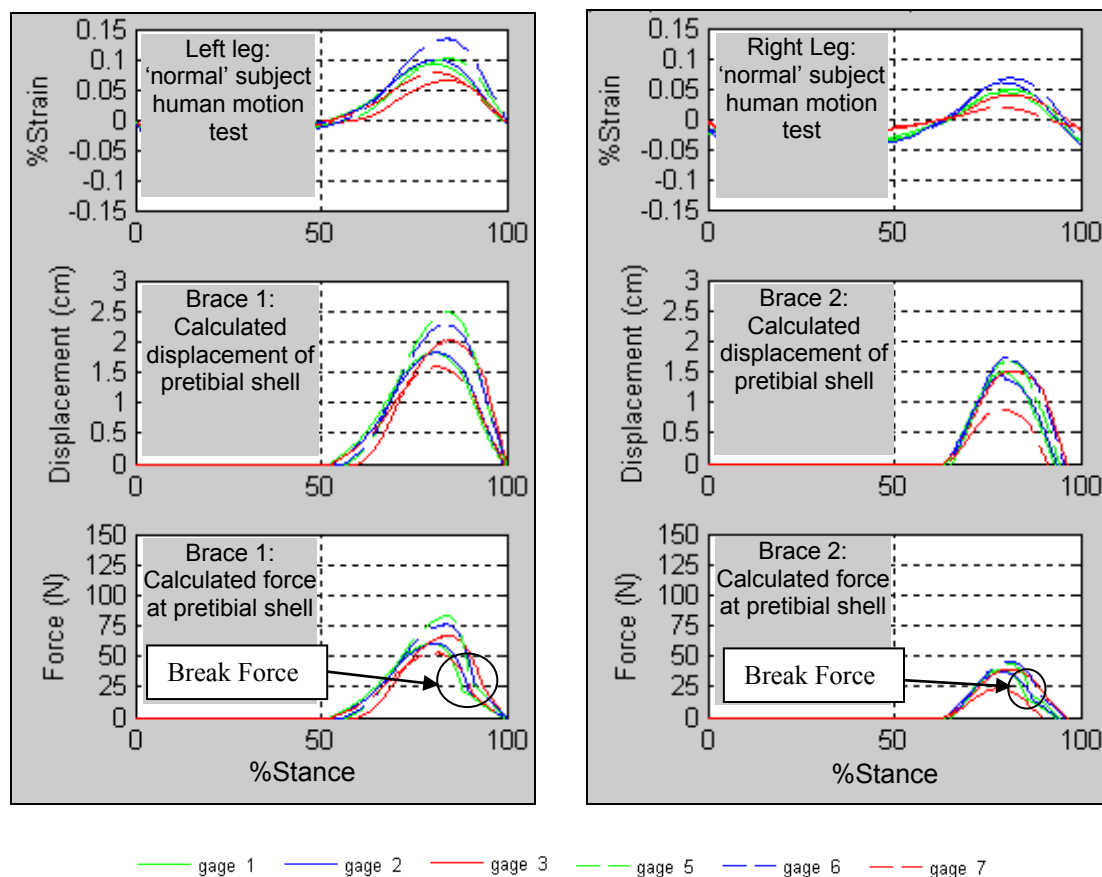 %Strain
0.15
0.1
0.05
0
-0.05
-0.1
-0.15
0
50
100
Left leg:
‘normal’ subject
human motion
test
Displacement (cm)
3
2.5
2
1.5
1
0.5
0
0
50
100
Brace 1:
Calculated
displacement of
pretibial shell
Force (N)
150
125
100
75
50
25
0
0
50
100
Brace 1:
Calculated force
at pretibial shell
Break Force
%Stance
%Strain
0.15
0.1
0.05
0
-0.05
-0.1
-0.15
0
50
100
Right Leg:
‘normal’ subject
human motion
test
Displacement (cm)
3
2.5
2
1.5
1
0.5
0
0
50
100
Brace 2:
Calculated
displacement of
pretibial shell
Force (N)
150
125
100
75
50
25
0
0
50
100
Brace 2:
Calculated force
at pretibial shell
Break Force
%Stance
gage 1 gage 2 gage 3 gage 5 gage 6 gage 7